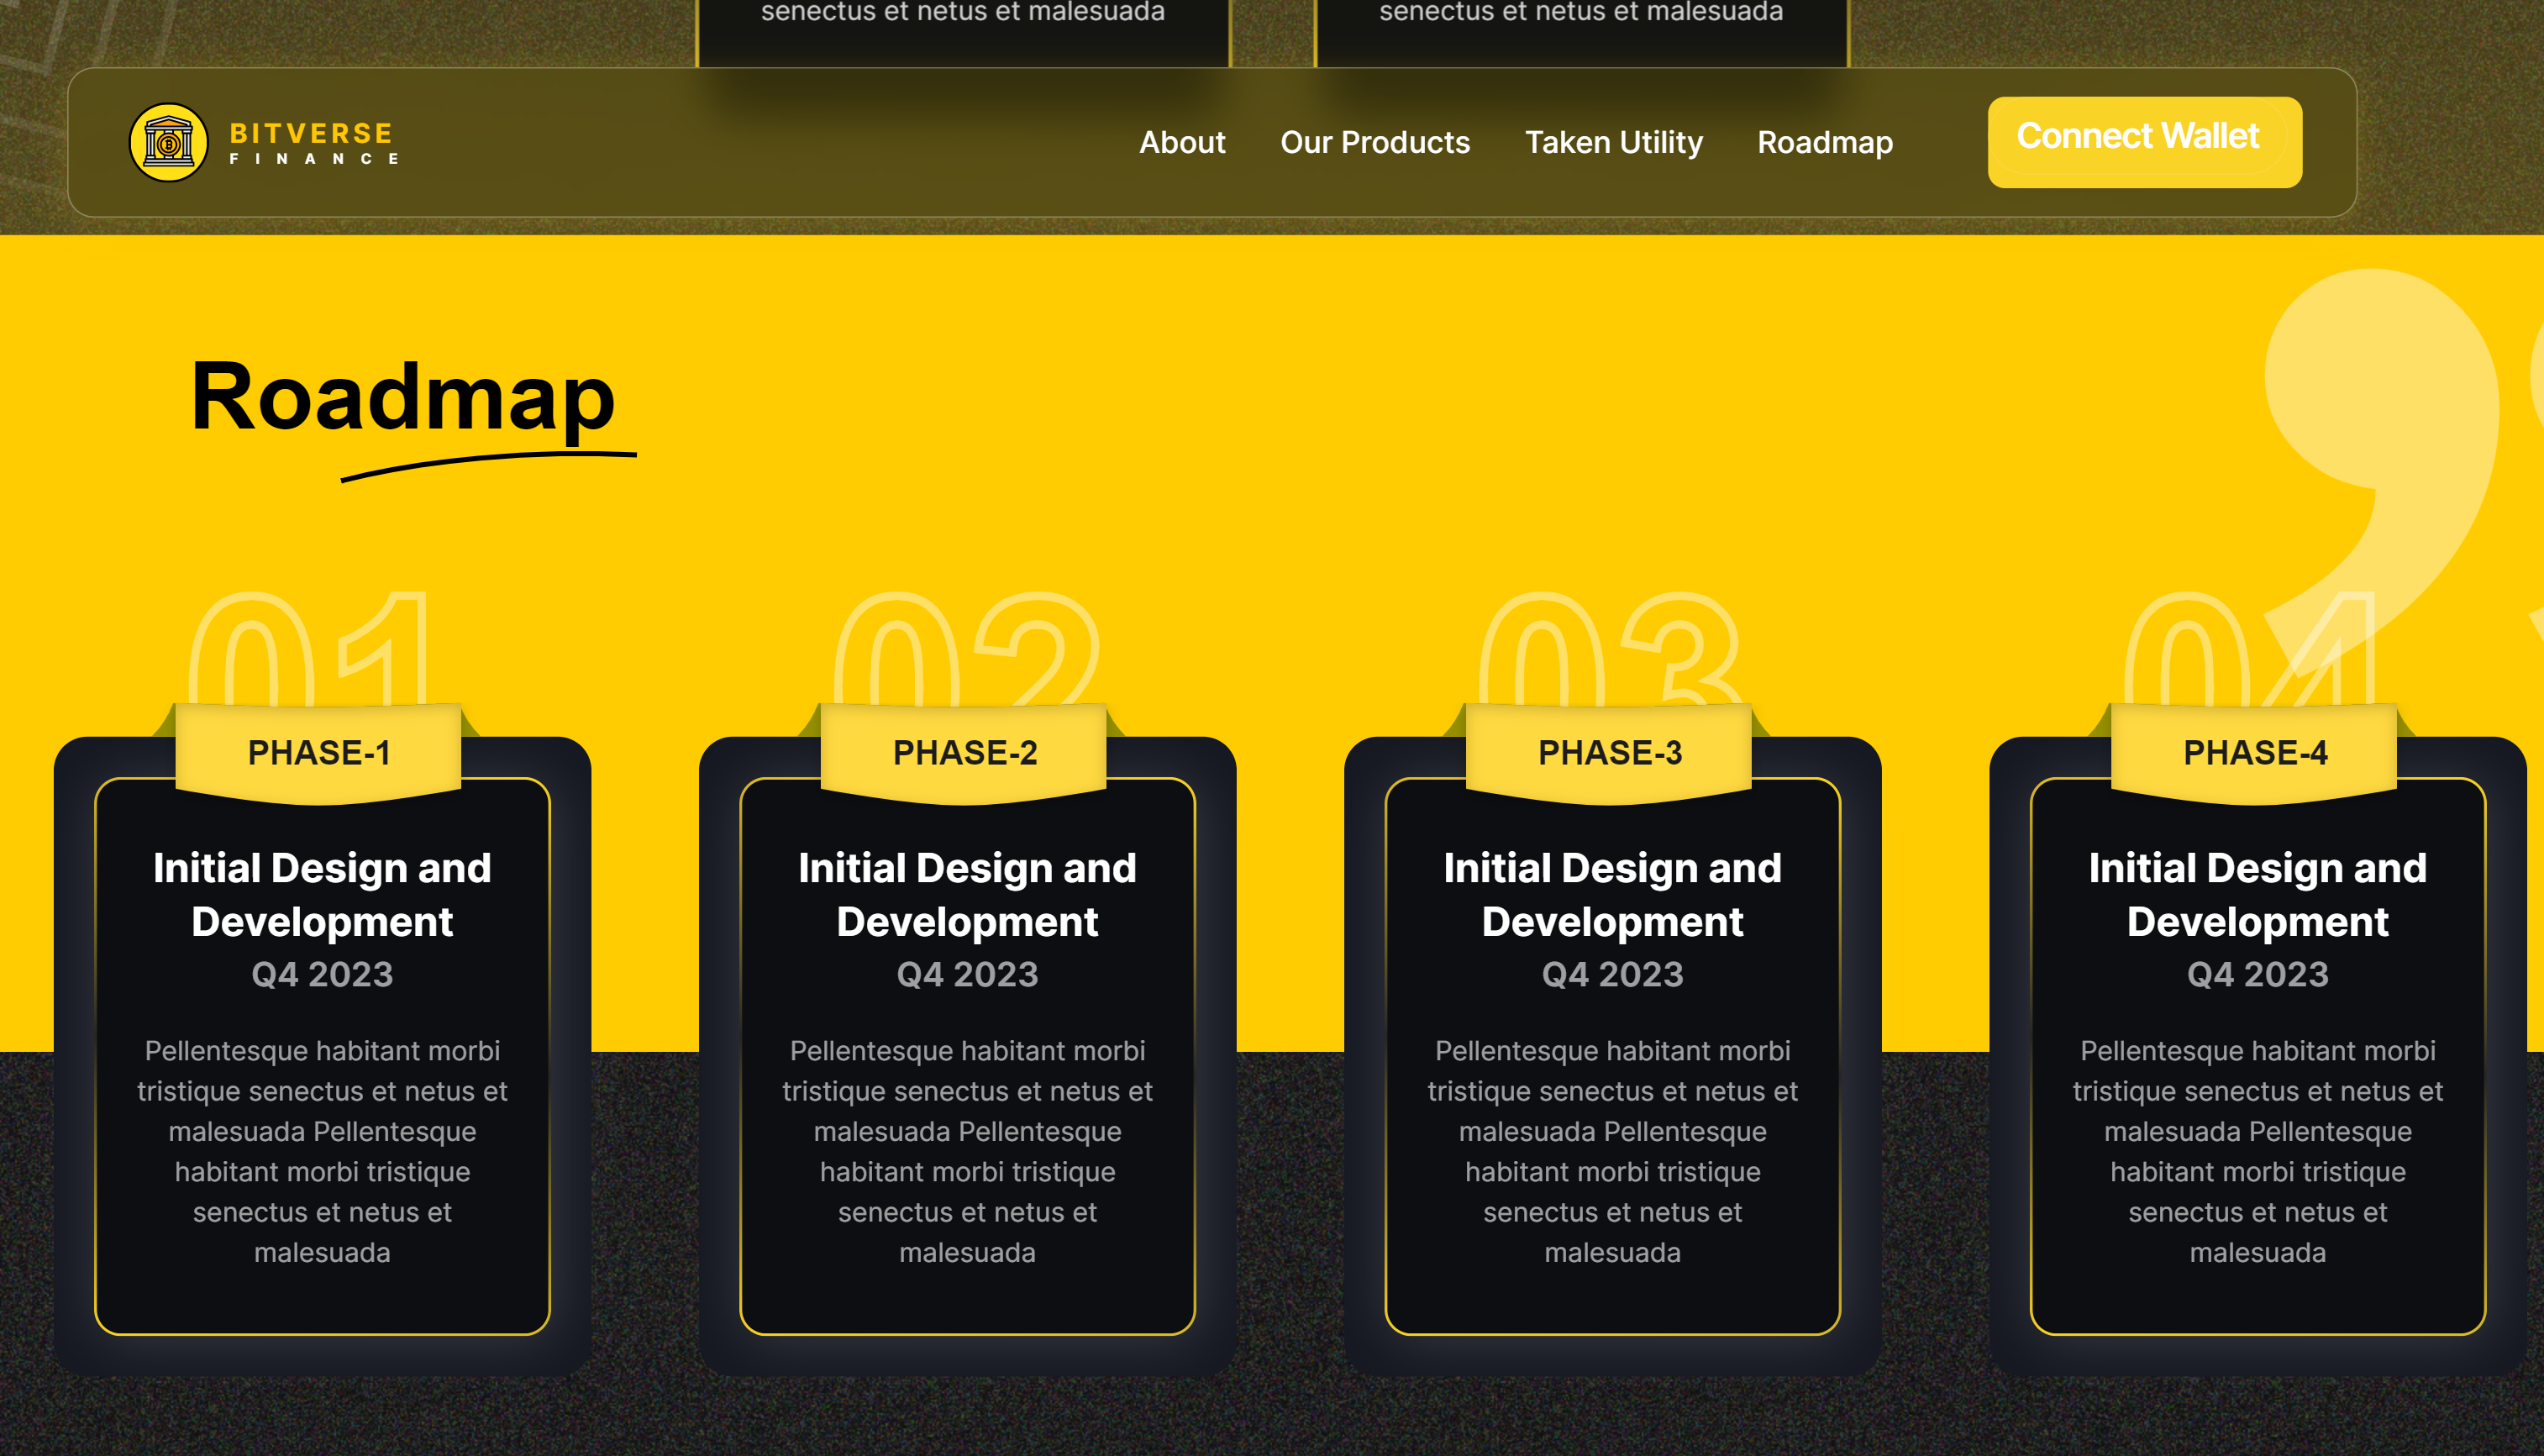 senectus et netus et malesuada
senectus et netus et malesuada
BITVERSE
FINANCE
About
Our Products
Taken Utility
Roadmap
Connect Wallet
Roadmap
01
PHASE-1
Initial Design and
Development
Q4 2023
Pellentesque habitant morbi
tristique senectus et netus et
malesuada Pellentesque
habitant morbi tristique
senectus et netus et
malesuada
02
PHASE-2
Initial Design and
Development
Q4 2023
Pellentesque habitant morbi
tristique senectus et netus et
malesuada Pellentesque
habitant morbi tristique
senectus et netus et
malesuada
03
PHASE-3
Initial Design and
Development
Q4 2023
Pellentesque habitant morbi
tristique senectus et netus et
malesuada Pellentesque
habitant morbi tristique
senectus et netus et
malesuada
04
PHASE-4
Initial Design and
Development
Q4 2023
Pellentesque habitant morbi
tristique senectus et netus et
malesuada Pellentesque
habitant morbi tristique
senectus et netus et
malesuada